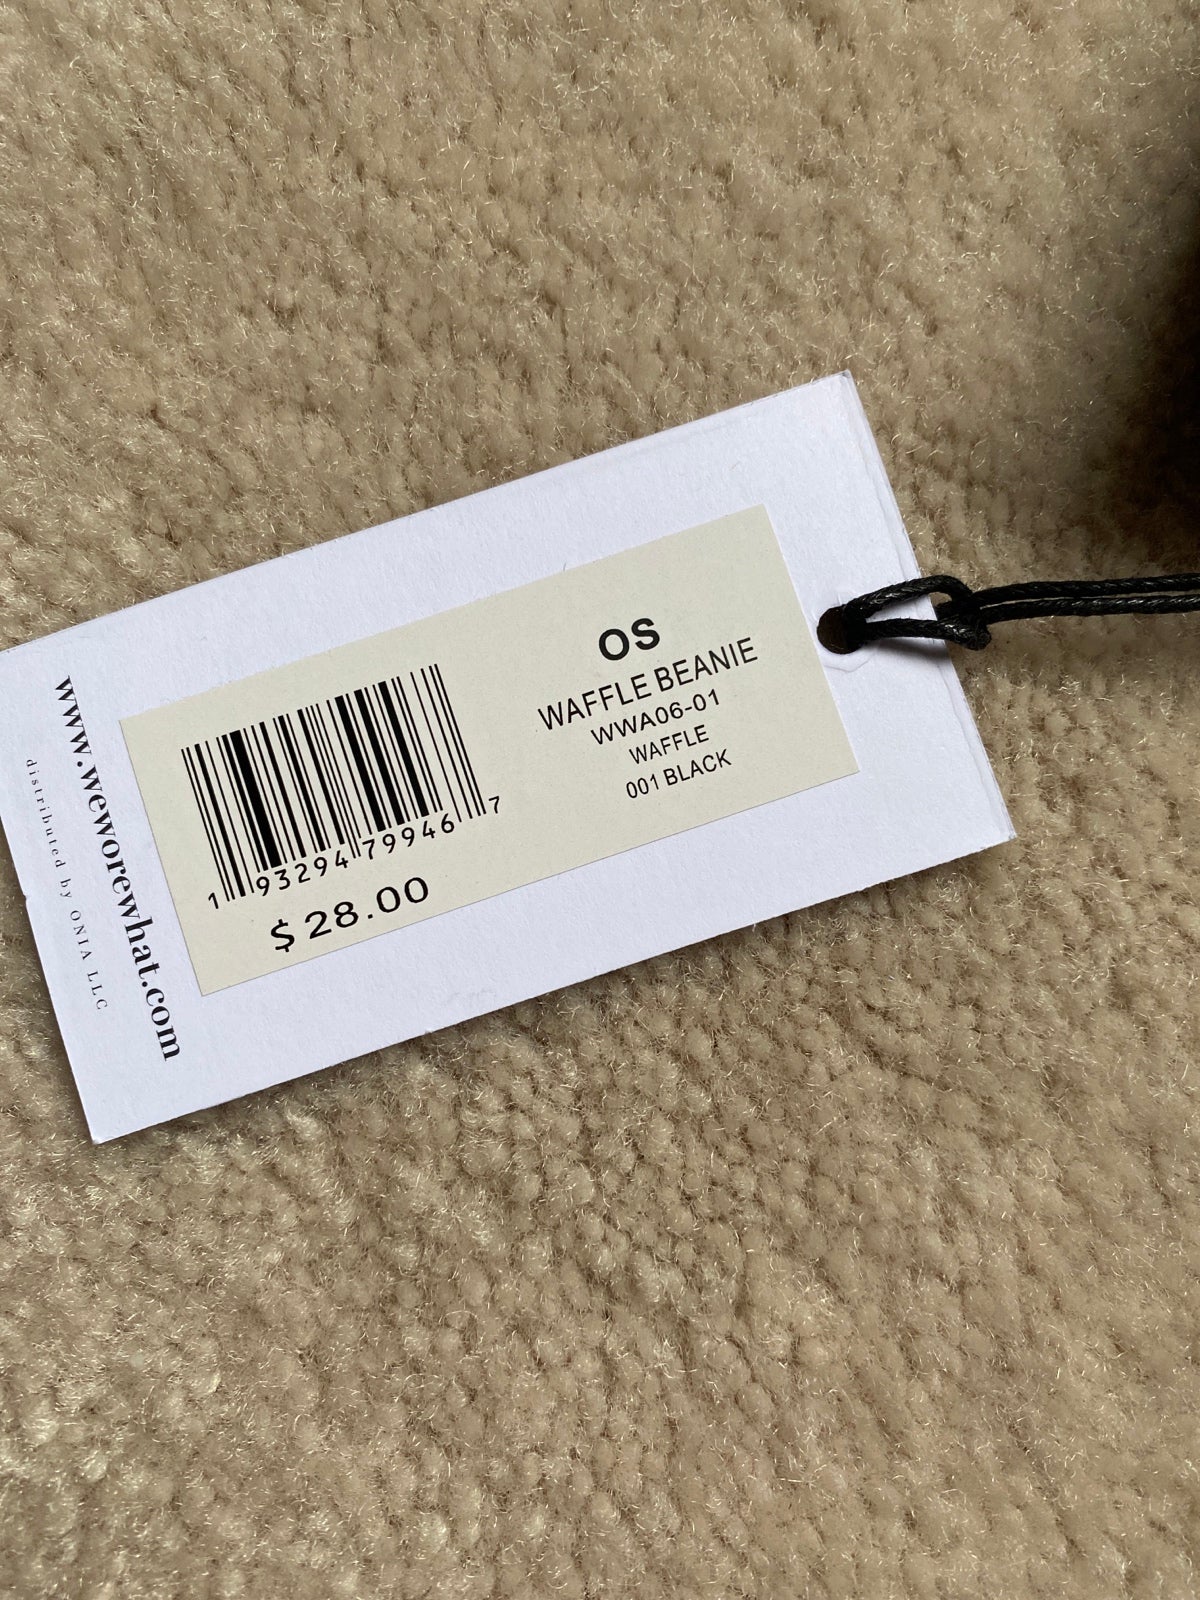 OS
WAFFLE BEANIE
WWA06-01
WAFFLE
001 BLACK
1 93294 79946 7
$28.00
www.weworewhat.com
distributed by ONIA LLC